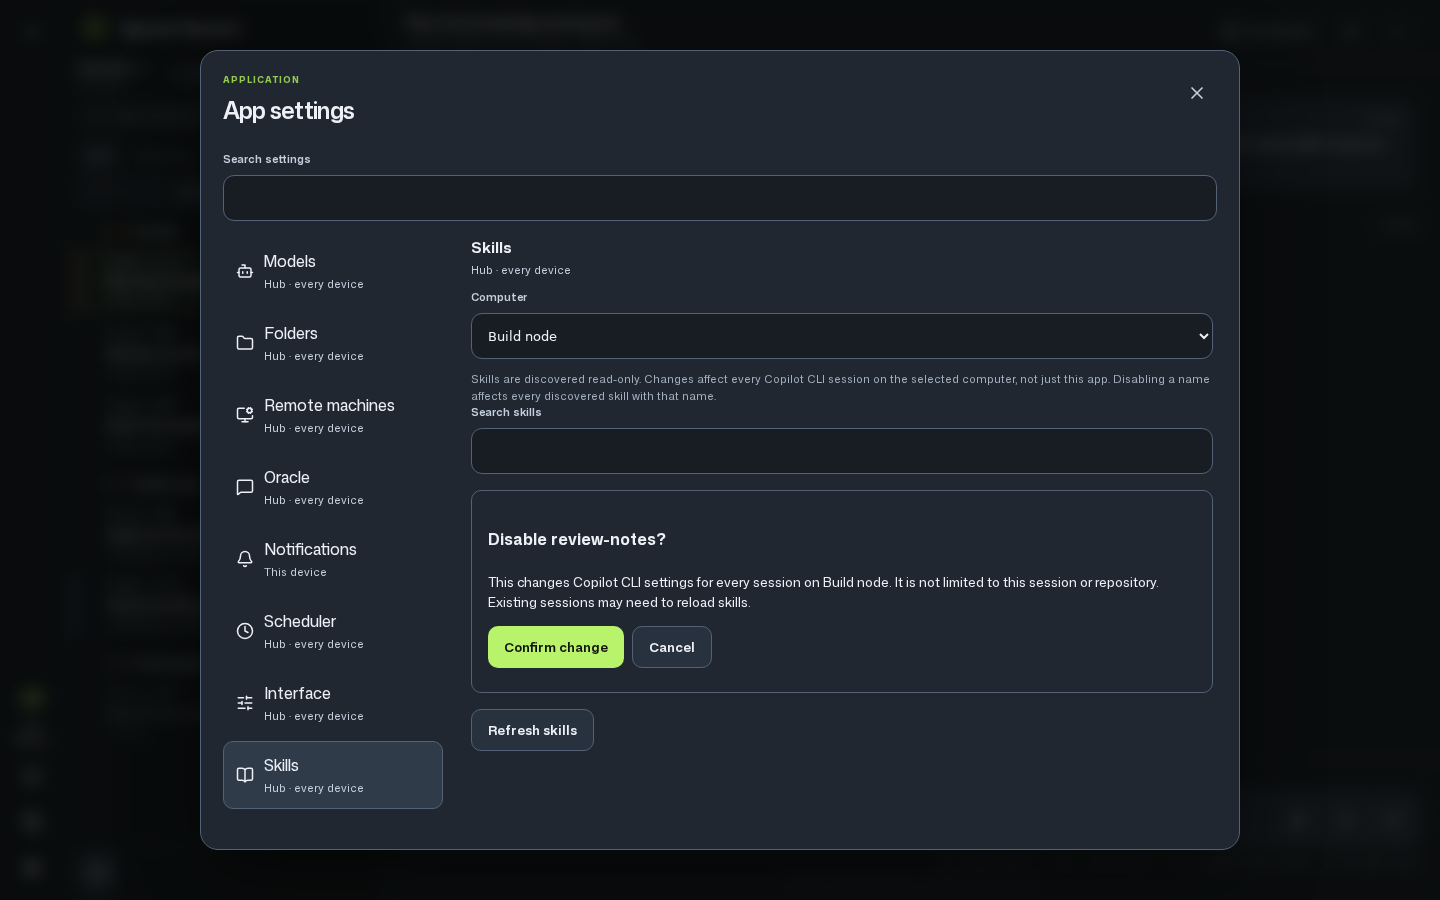 APPLICATION
App settings
Search settings
Models
Hub · every device
Folders
Hub · every device
Remote machines
Hub · every device
Oracle
Hub · every device
Notifications
This device
Scheduler
Hub · every device
Interface
Hub · every device
Skills
Hub · every device
Skills
Hub · every device
Computer
Build node
Skills are discovered read-only. Changes affect every Copilot CLI session on the selected computer, not just this app. Disabling a name
affects every discovered skill with that name.
Search skills
Disable review-notes?
This changes Copilot CLI settings for every session on Build node. It is not limited to this session or repository.
Existing sessions may need to reload skills.
Confirm change
Cancel
Refresh skills